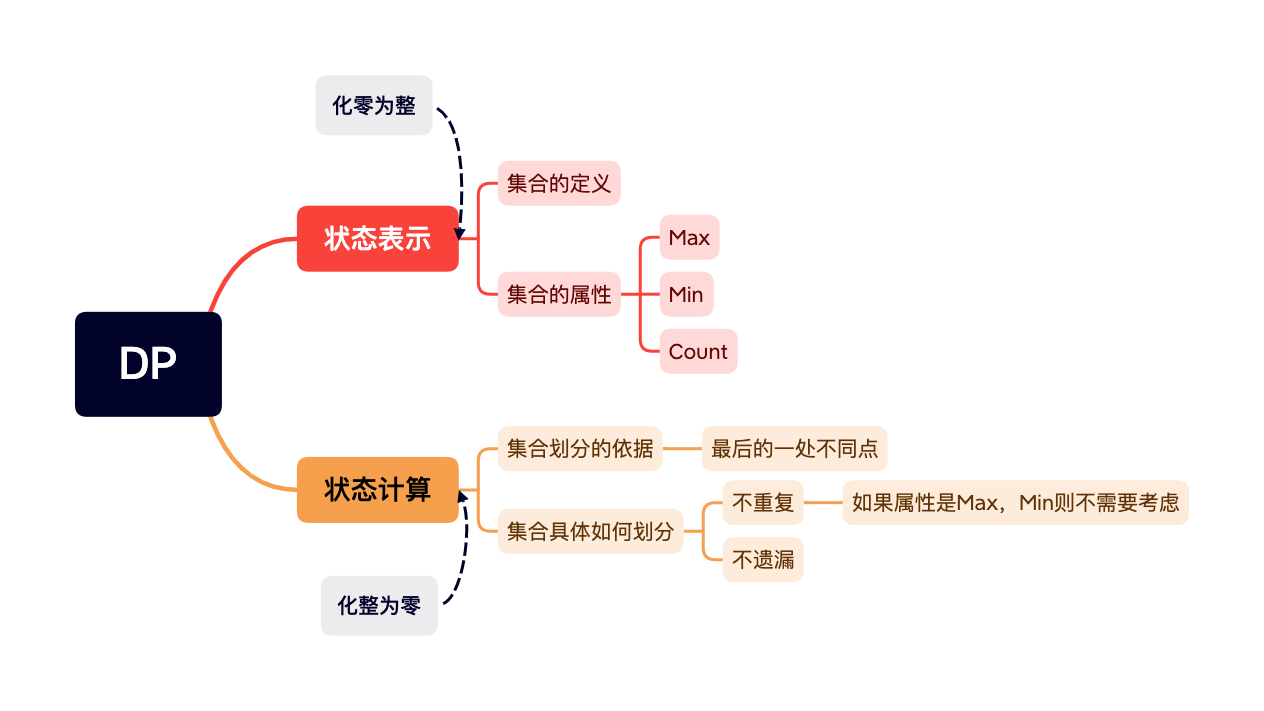 化零为整
集合的定义
状态表示
Max
集合的属性
Min
Count
DP
集合划分的依据
最后的一处不同点
状态计算
不重复
如果属性是Max，Min则不需要考虑
集合具体如何划分
不遗漏
化整为零